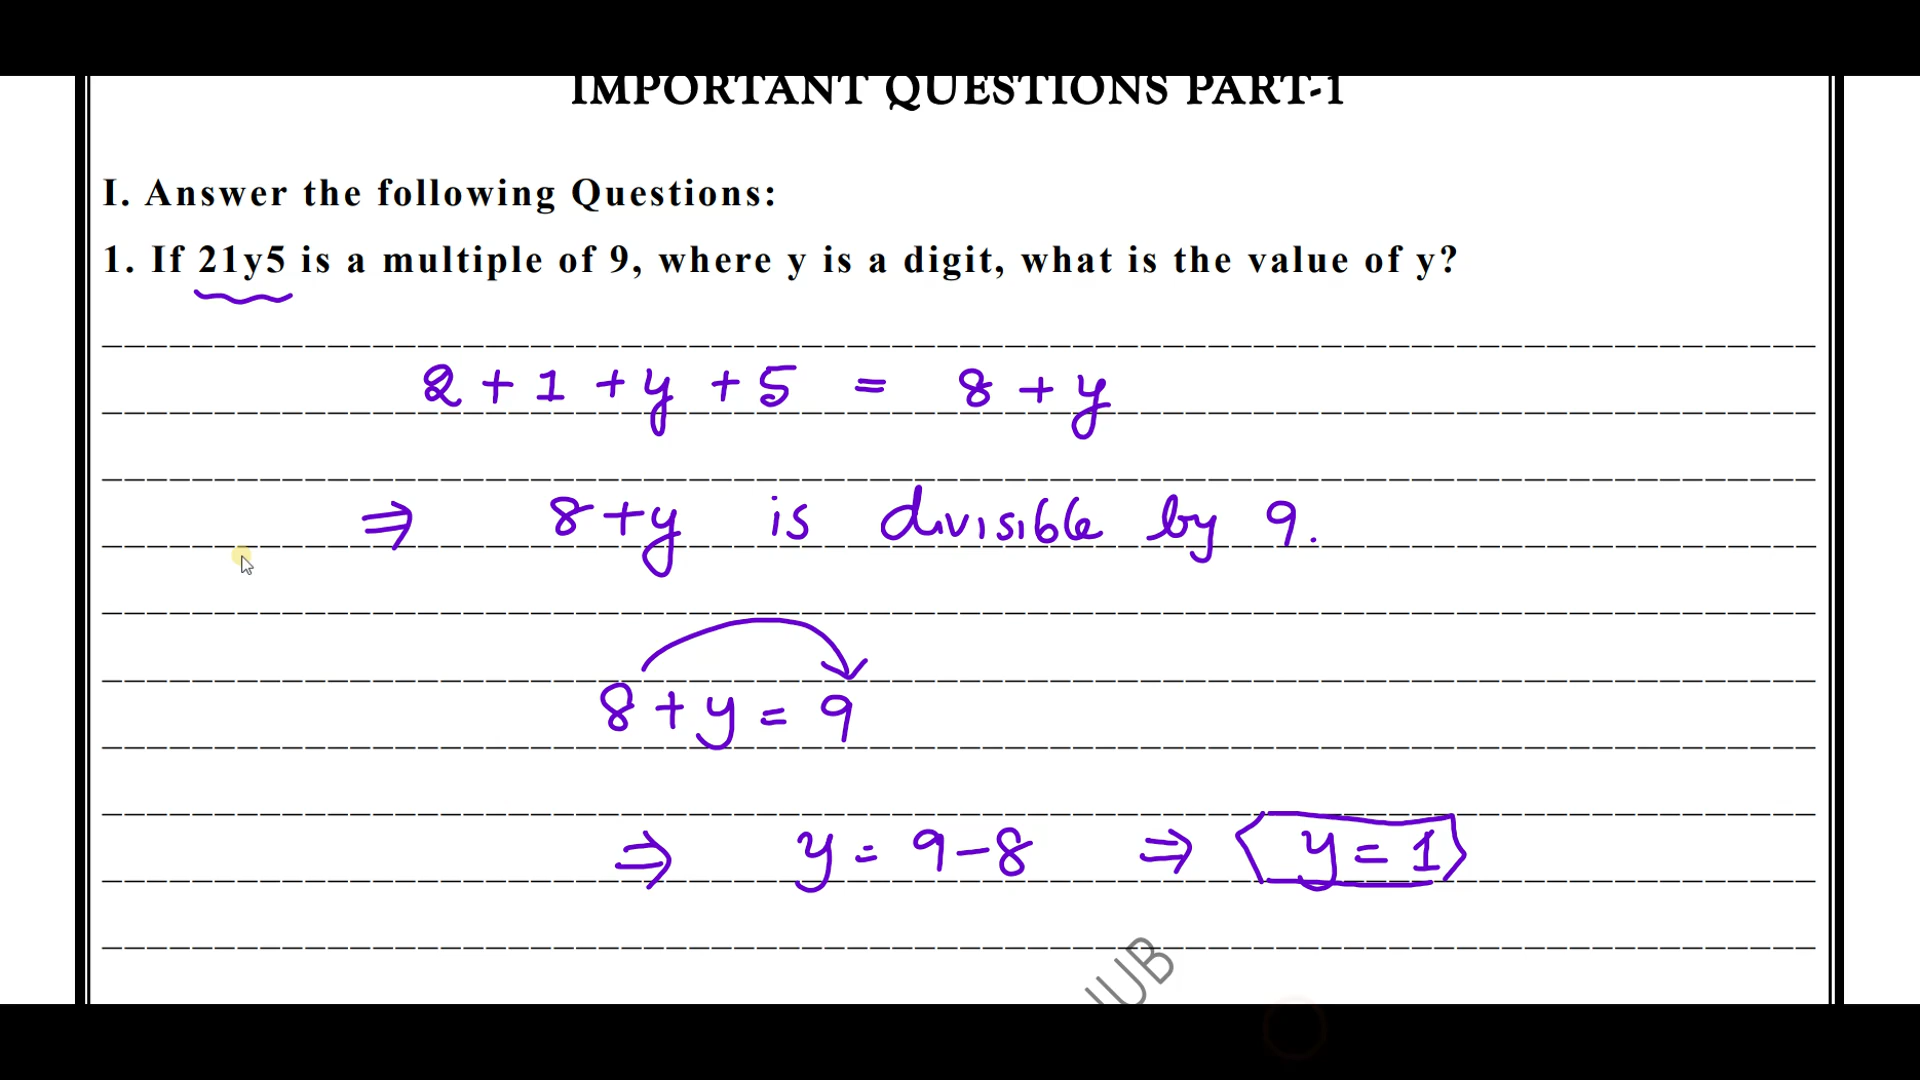 IMPORTANT QUESTIONS PART-1
I. Answer the following Questions:
1. If 21y5 is a multiple of 9, where y is a digit, what is the value of y?
2 + 1 + y + 5 = 8 + y
⇒ 8+y is divisible by 9.
8 + y = 9
⇒ y = 9 - 8 ⇒ y = 1